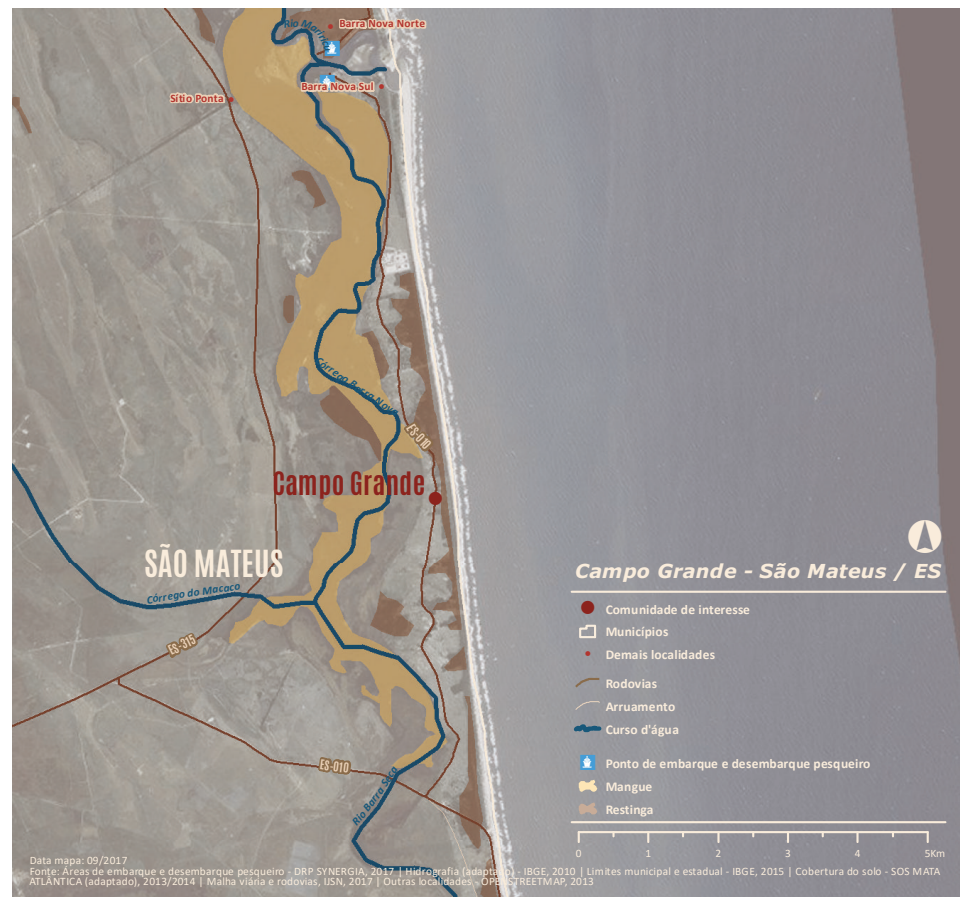 Rio Mariricu
Barra Nova Norte
Barra Nova Sul
Sítio Ponta
Córrego Barra Nova
ES-010
Campo Grande
SÃO MATEUS
Córrego do Macaco
ES-315
ES-010
Rio Barra Seca
Campo Grande - São Mateus / ES
Comunidade de interesse
Municípios
Demais localidades
Rodovias
Arruamento
Curso d'água
Ponto de embarque e desembarque pesqueiro
Mangue
Restinga
0 1 2 3 4 5Km
Data mapa: 09/2017
Fonte: Áreas de embarque e desembarque pesqueiro - DRP SYNERGIA, 2017 | Hidrografia (adaptado) - IBGE, 2010 | Limites municipal e estadual - IBGE, 2015 | Cobertura do solo - SOS MATA
ATLÂNTICA (adaptado), 2013/2014 | Malha viária e rodovias, IJSN, 2017 | Outras localidades - OPENSTREETMAP, 2013